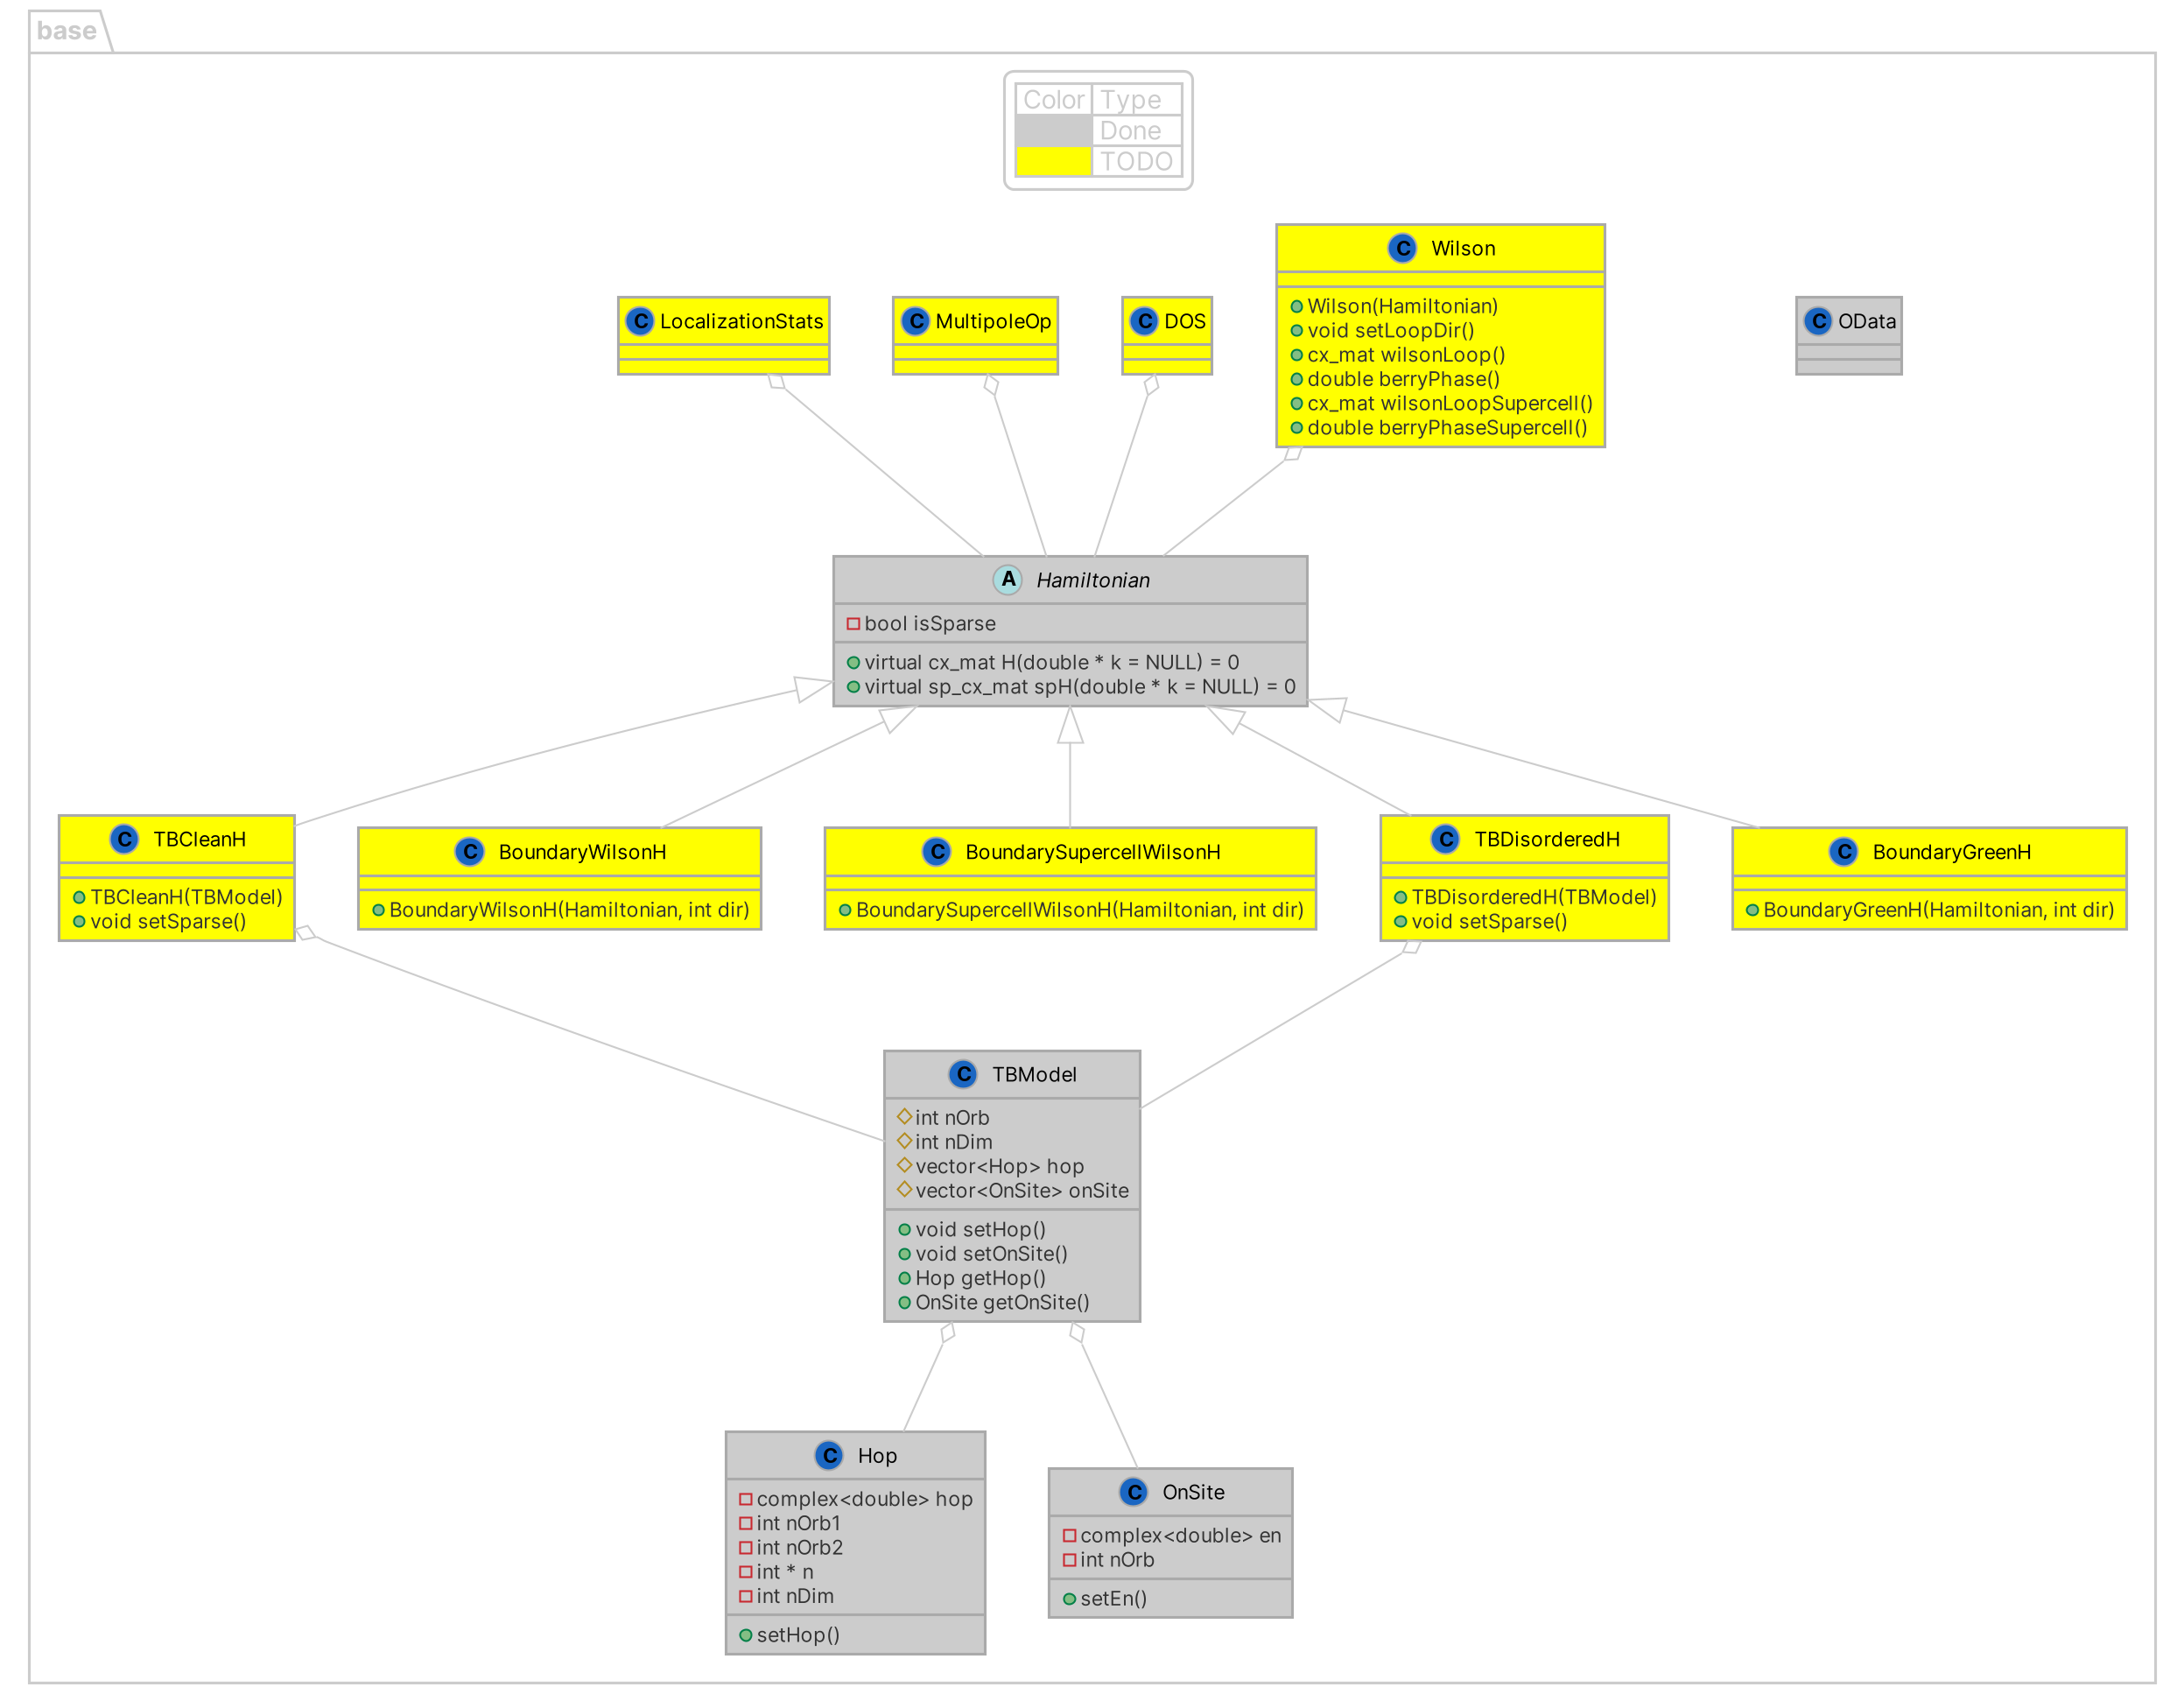 base
Color Type
Done
TODO
C Wilson
Wilson(Hamiltonian)
void setLoopDir()
cx_mat wilsonLoop()
double berryPhase()
cx_mat wilsonLoopSupercell()
double berryPhaseSupercell()
C LocalizationStats
C MultipoleOp
C DOS
C OData
A Hamiltonian
bool isSparse
virtual cx_mat H(double * k = NULL) = 0
virtual sp_cx_mat spH(double * k = NULL) = 0
C TBCleanH
TBCleanH(TBModel)
void setSparse()
C BoundaryWilsonH
BoundaryWilsonH(Hamiltonian, int dir)
C BoundarySupercellWilsonH
BoundarySupercellWilsonH(Hamiltonian, int dir)
C TBDisorderedH
TBDisorderedH(TBModel)
void setSparse()
C BoundaryGreenH
BoundaryGreenH(Hamiltonian, int dir)
C TBModel
int nOrb
int nDim
vector<Hop> hop
vector<OnSite> onSite
void setHop()
void setOnSite()
Hop getHop()
OnSite getOnSite()
C Hop
complex<double> hop
int nOrb1
int nOrb2
int * n
int nDim
setHop()
C OnSite
complex<double> en
int nOrb
setEn()